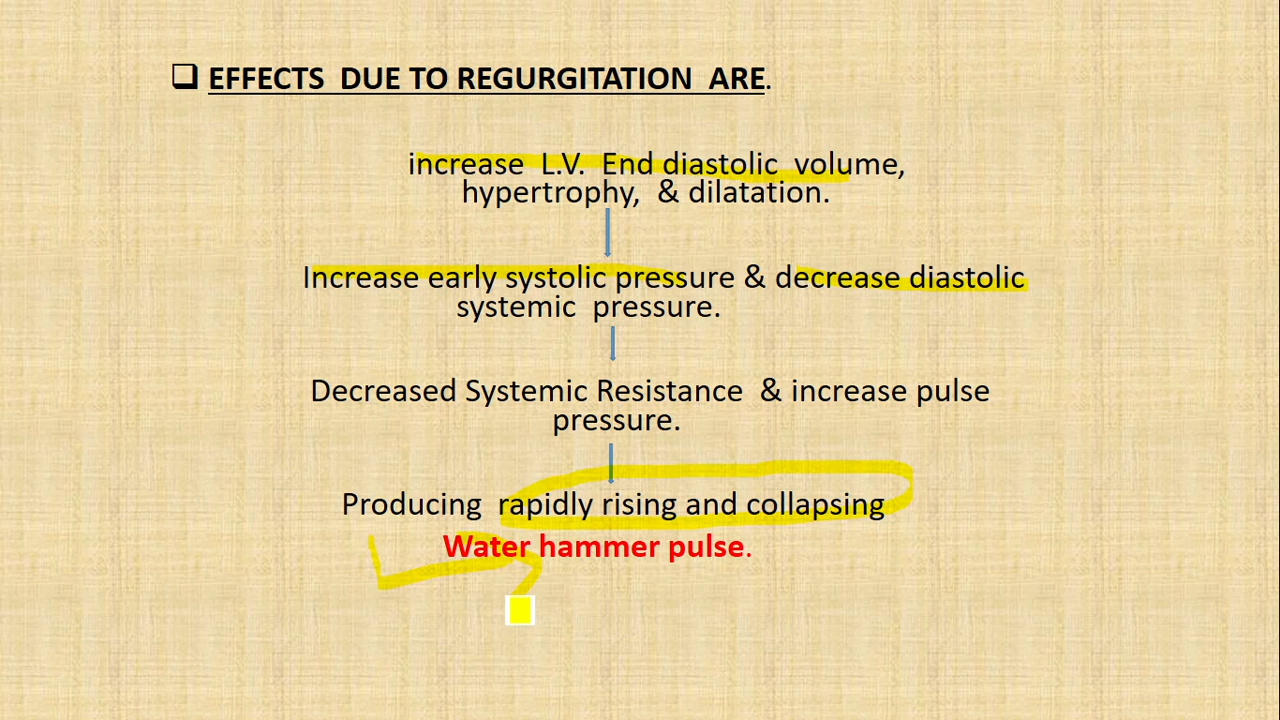 ❑ EFFECTS DUE TO REGURGITATION ARE.
increase L.V. End diastolic volume,
hypertrophy, & dilatation.
Increase early systolic pressure & decrease diastolic
systemic pressure.
Decreased Systemic Resistance & increase pulse
pressure.
Producing rapidly rising and collapsing
Water hammer pulse.